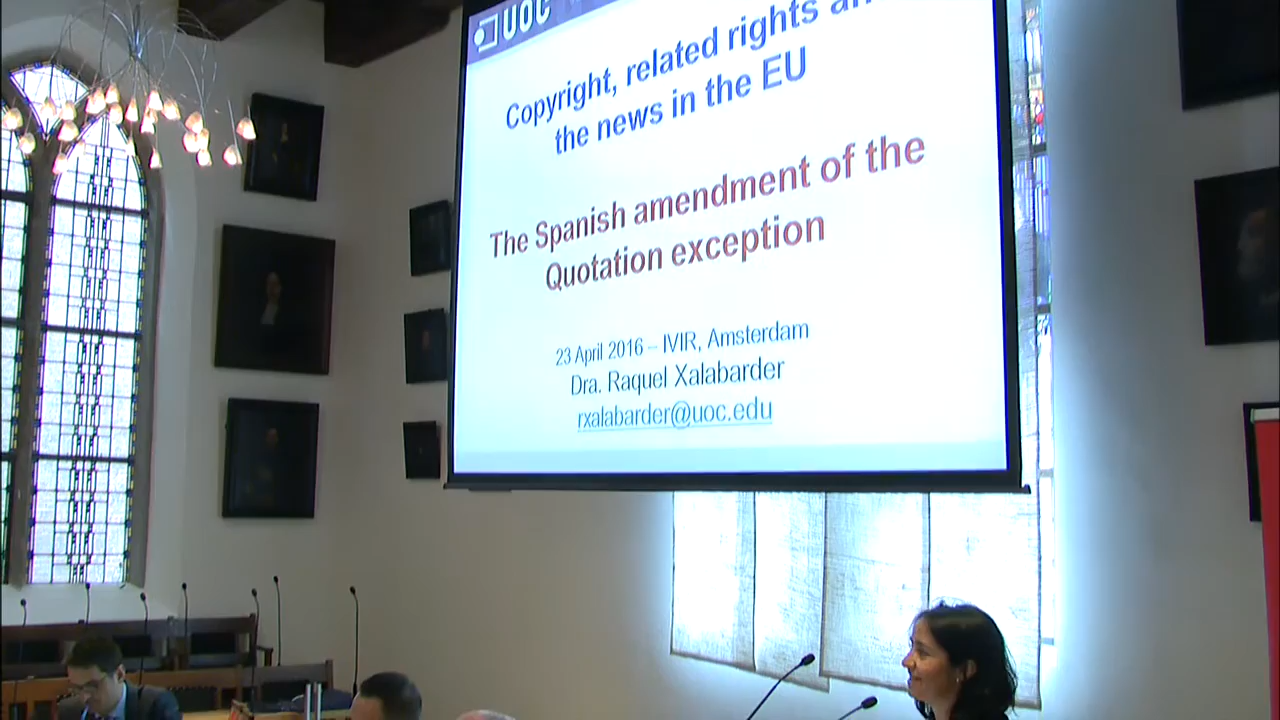 UOC
Copyright, related rights
the news in the EU
The Spanish amendment of the
Quotation exception
23 April 2016 – IVIR, Amsterdam
Dra. Raquel Xalabarder
rxalabarder@uoc.edu